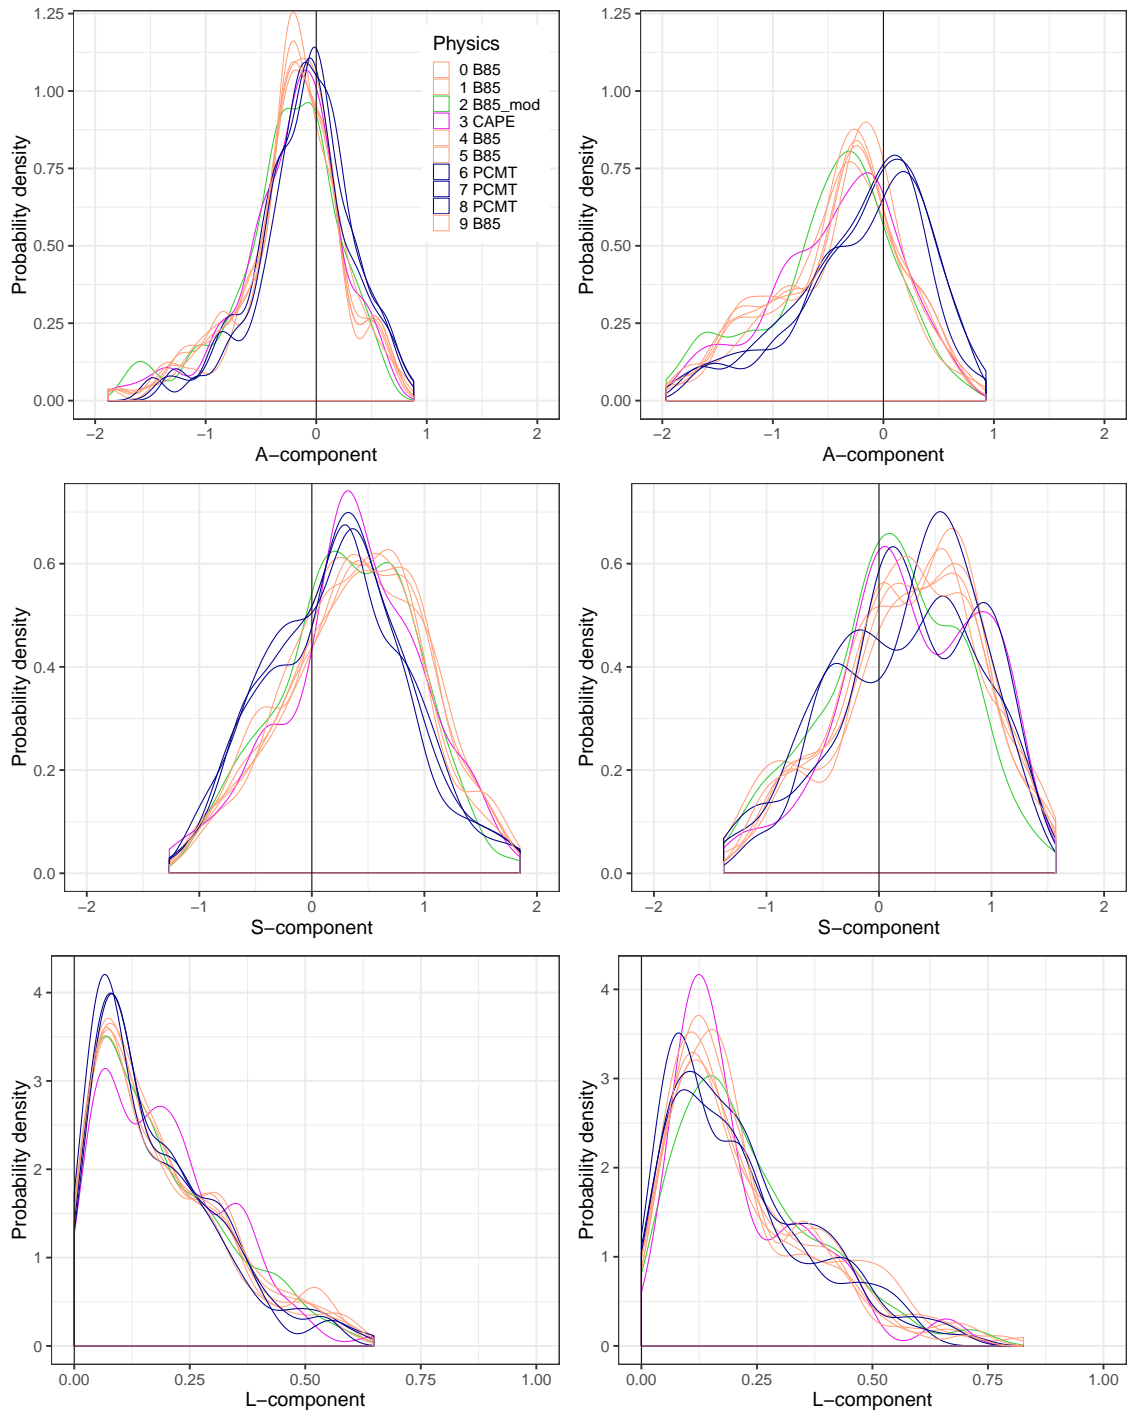 Probability density
1.25
1.00
0.75
0.50
0.25
0.00
−2 −1 0 1 2
A−component
Physics
0 B85
1 B85
2 B85_mod
3 CAPE
4 B85
5 B85
6 PCMT
7 PCMT
8 PCMT
9 B85
Probability density
1.25
1.00
0.75
0.50
0.25
0.00
−2 −1 0 1 2
A−component
Probability density
0.6
0.4
0.2
0.0
−2 −1 0 1 2
S−component
Probability density
0.6
0.4
0.2
0.0
−2 −1 0 1 2
S−component
Probability density
4
3
2
1
0
0.00 0.25 0.50 0.75 1.00
L−component
Probability density
4
3
2
1
0
0.00 0.25 0.50 0.75 1.00
L−component